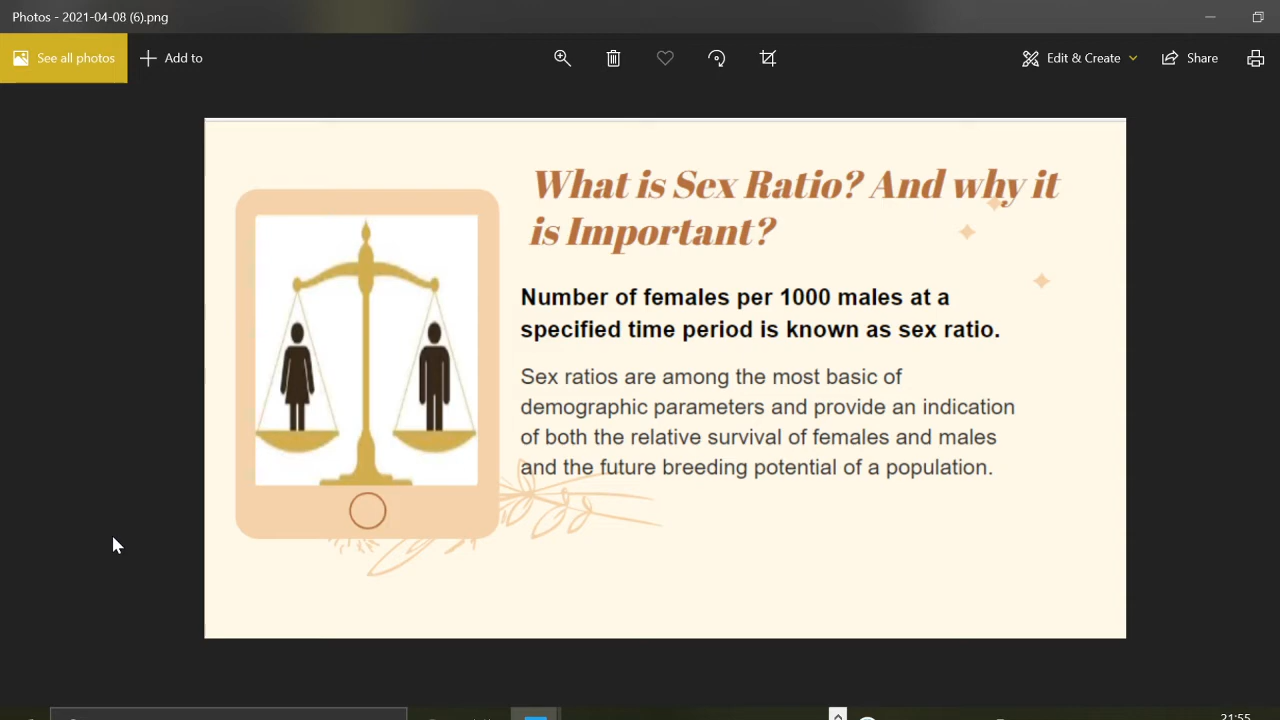 Photos - 2021-04-08 (6).png
See all photos
Add to
Edit & Create
Share
What is Sex Ratio? And why it
is Important?
Number of females per 1000 males at a
specified time period is known as sex ratio.
Sex ratios are among the most basic of
demographic parameters and provide an indication
of both the relative survival of females and males
and the future breeding potential of a population.
21:55